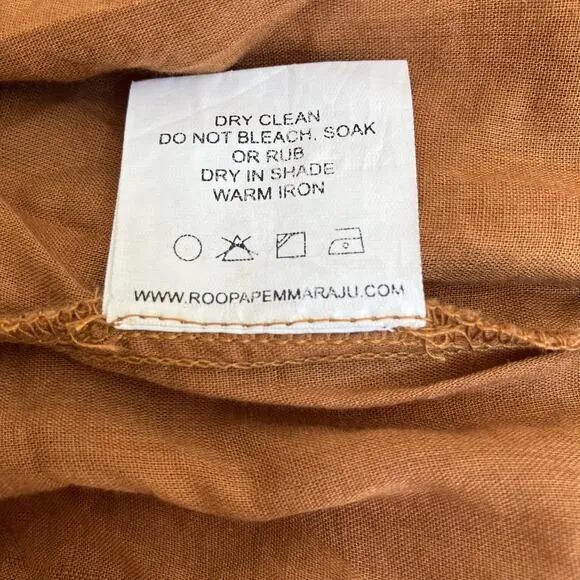 DRY CLEAN
DO NOT BLEACH, SOAK
OR RUB
DRY IN SHADE
WARM IRON
WWW.ROOPAPEMMARAJU.COM